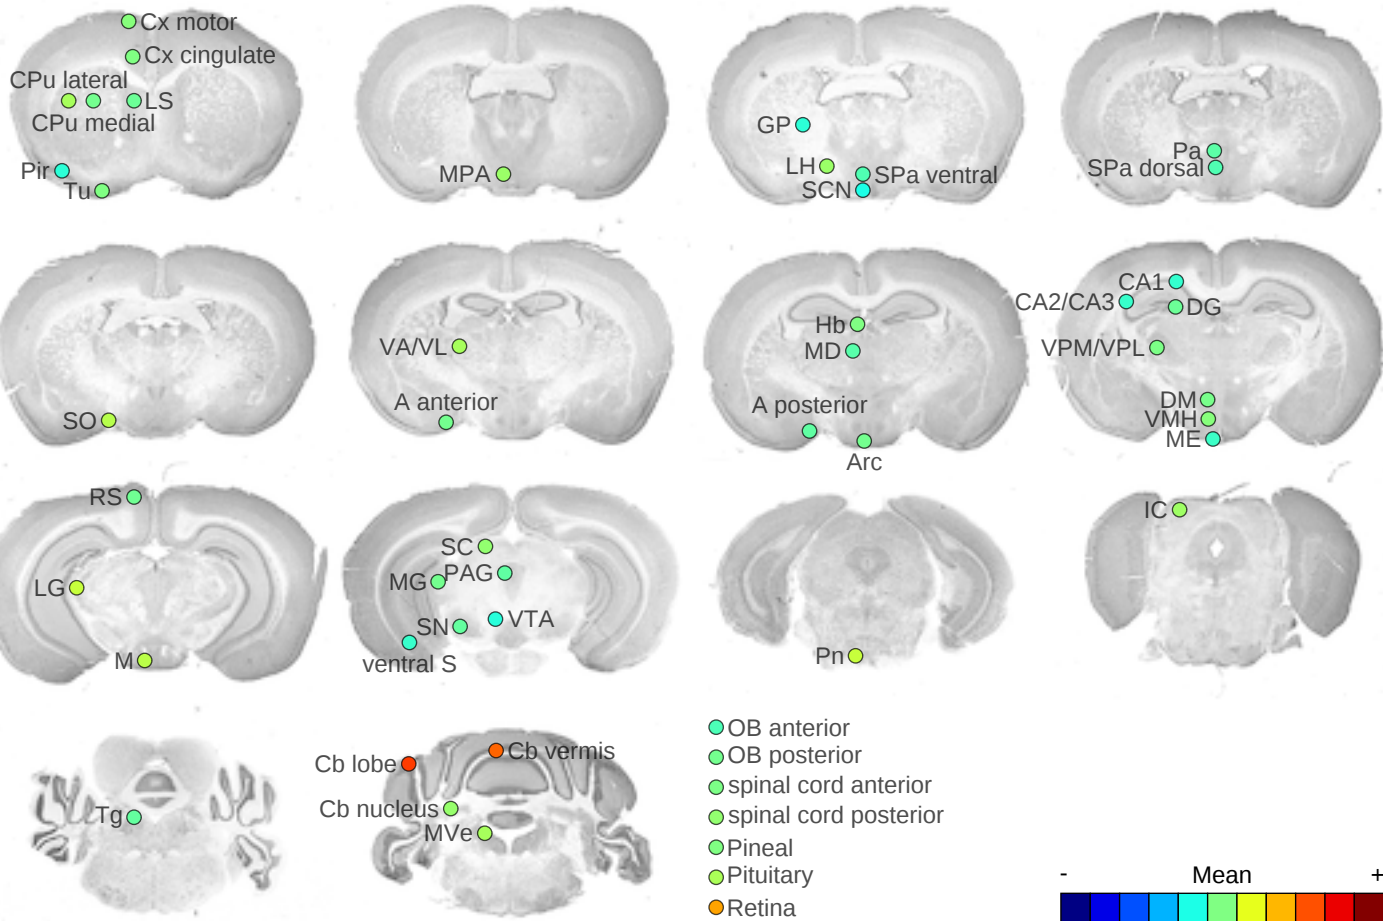 Cx motor
Cx cingulate
CPu lateral
LS
CPu medial
Pir
Tu
MPA
GP
LH
SPa ventral
SCN
Pa
SPa dorsal
SO
VA/VL
A anterior
Hb
MD
A posterior
Arc
CA1
CA2/CA3
DG
VPM/VPL
DM
VMH
ME
RS
LG
M
SC
MG
PAG
SN
VTA
ventral S
Pn
IC
Tg
Cb lobe
Cb vermis
Cb nucleus
MVe
OB anterior
OB posterior
spinal cord anterior
spinal cord posterior
Pineal
Pituitary
Retina
- Mean +